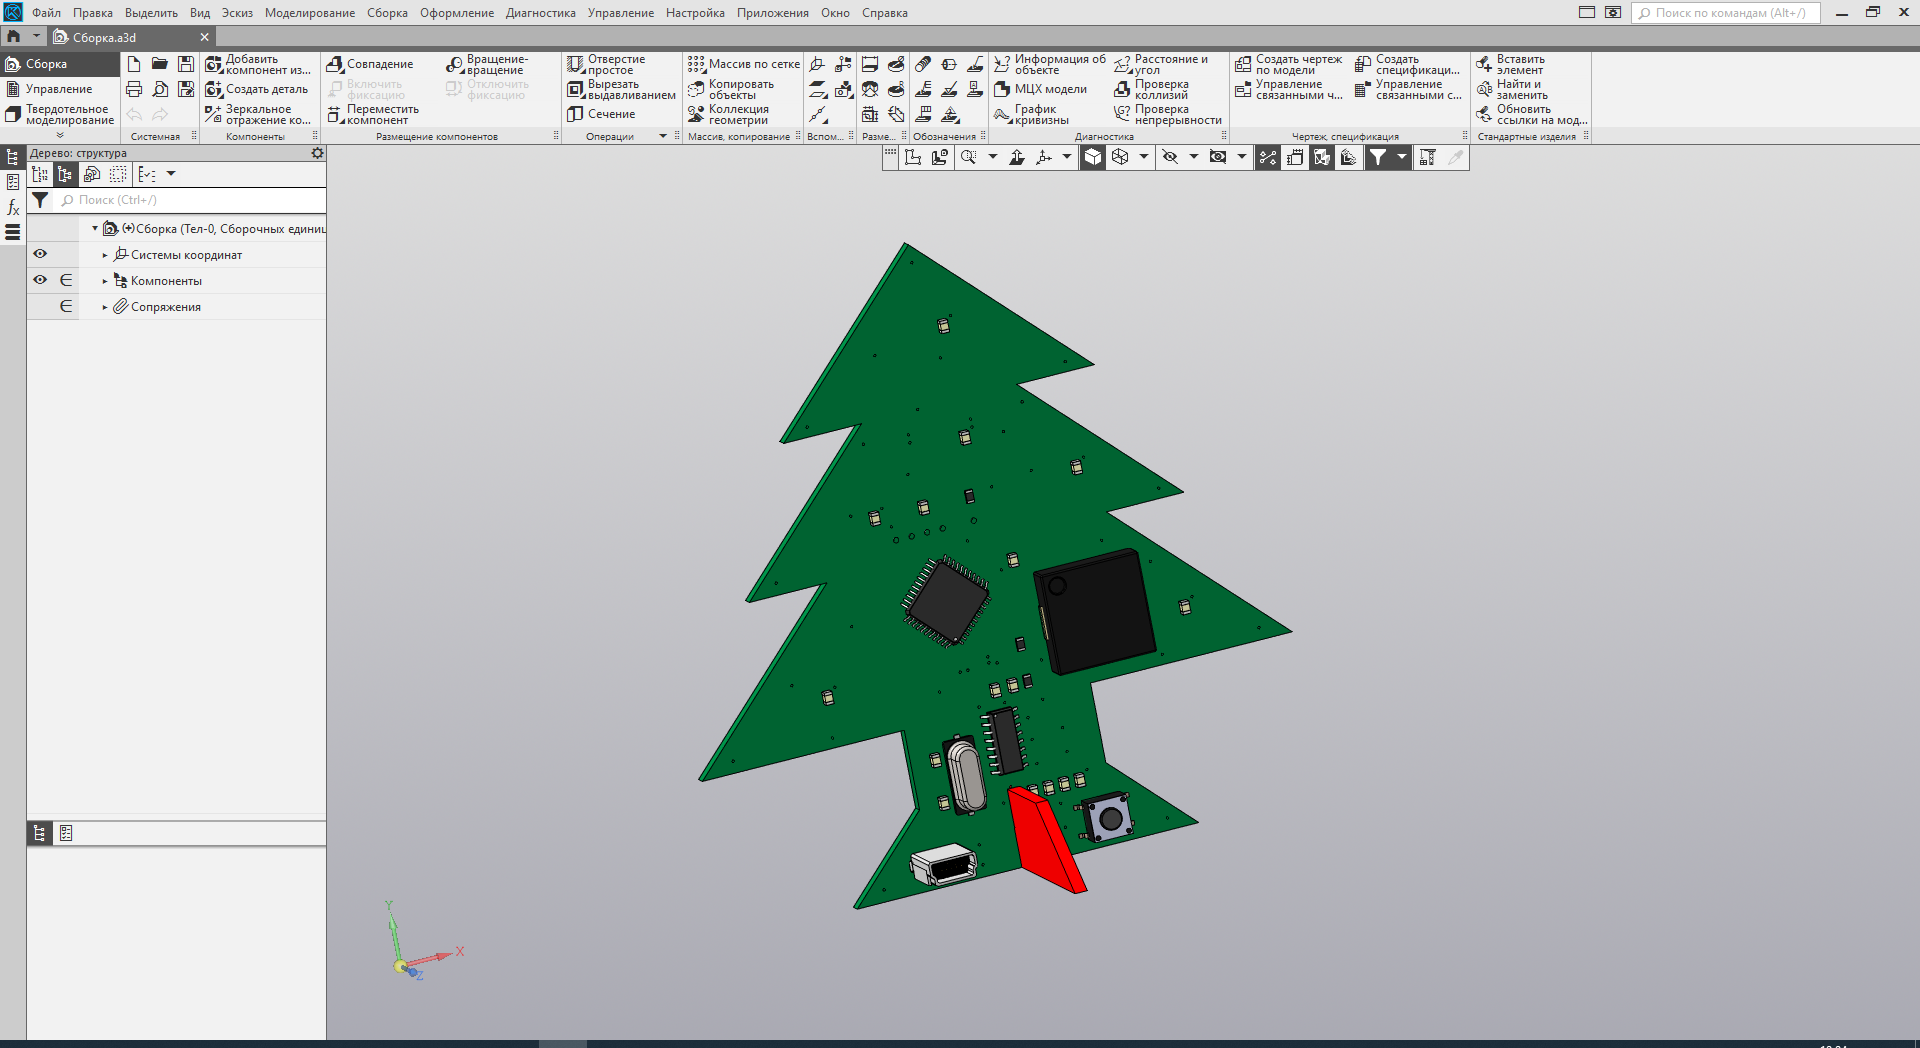 Файл Правка Выделить Вид Эскиз Моделирование Сборка Оформление Диагностика Управление Настройка Приложения Окно Справка
Поиск по командам (Alt+/)
Сборка.a3d
Сборка
Управление
Твердотельное моделирование
Системная
Добавить компонент из...
Создать деталь
Зеркальное отражение ко...
Компоненты
Совпадение
Включить фиксацию
Переместить компонент
Вращение-вращение
Отключить фиксацию
Размещение компонентов
Отверстие простое
Вырезать выдавливанием
Сечение
Операции
Массив по сетке
Копировать объекты
Коллекция геометрии
Массив, копирование
Вспом...
Разме...
Обозначения
Информация об объекте
МЦХ модели
График кривизны
Расстояние и угол
Проверка коллизий
Проверка непрерывности
Диагностика
Создать чертеж по модели
Управление связанными ч...
Создать спецификаци...
Управление связанными с...
Чертеж, спецификация
Вставить элемент
Найти и заменить
Обновить ссылки на мод...
Стандартные изделия
Дерево: структура
Поиск (Ctrl+/)
(+)Сборка (Тел-0, Сборочных единиц
Системы координат
Компоненты
Сопряжения
Y
X
Z